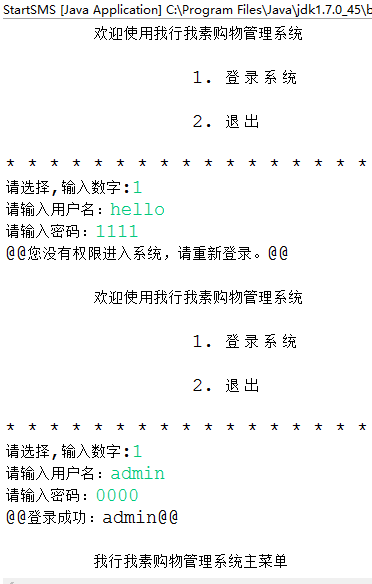 StartSMS [Java Application] C:\Program Files\Java\jdk1.7.0_45\b
欢迎使用我行我素购物管理系统
1. 登录系统
2. 退出
* * * * * * * * * * * * * * * * *
请选择,输入数字:1
请输入用户名：hello
请输入密码：1111
@@您没有权限进入系统，请重新登录。@@
欢迎使用我行我素购物管理系统
1. 登录系统
2. 退出
* * * * * * * * * * * * * * * * *
请选择,输入数字:1
请输入用户名：admin
请输入密码：0000
@@登录成功：admin@@
我行我素购物管理系统主菜单